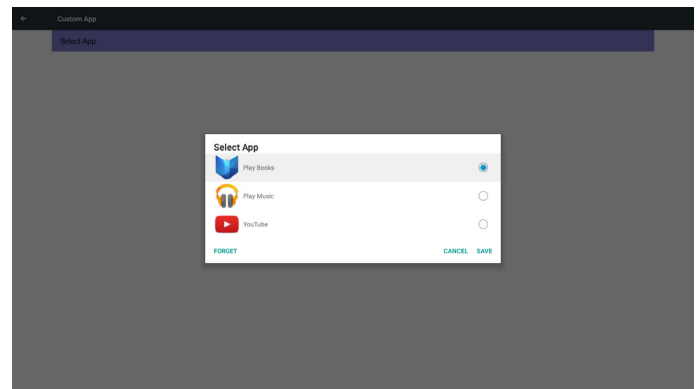 Custom App
Select App
Select App
Play Books
Play Music
YouTube
FORGET CANCEL SAVE